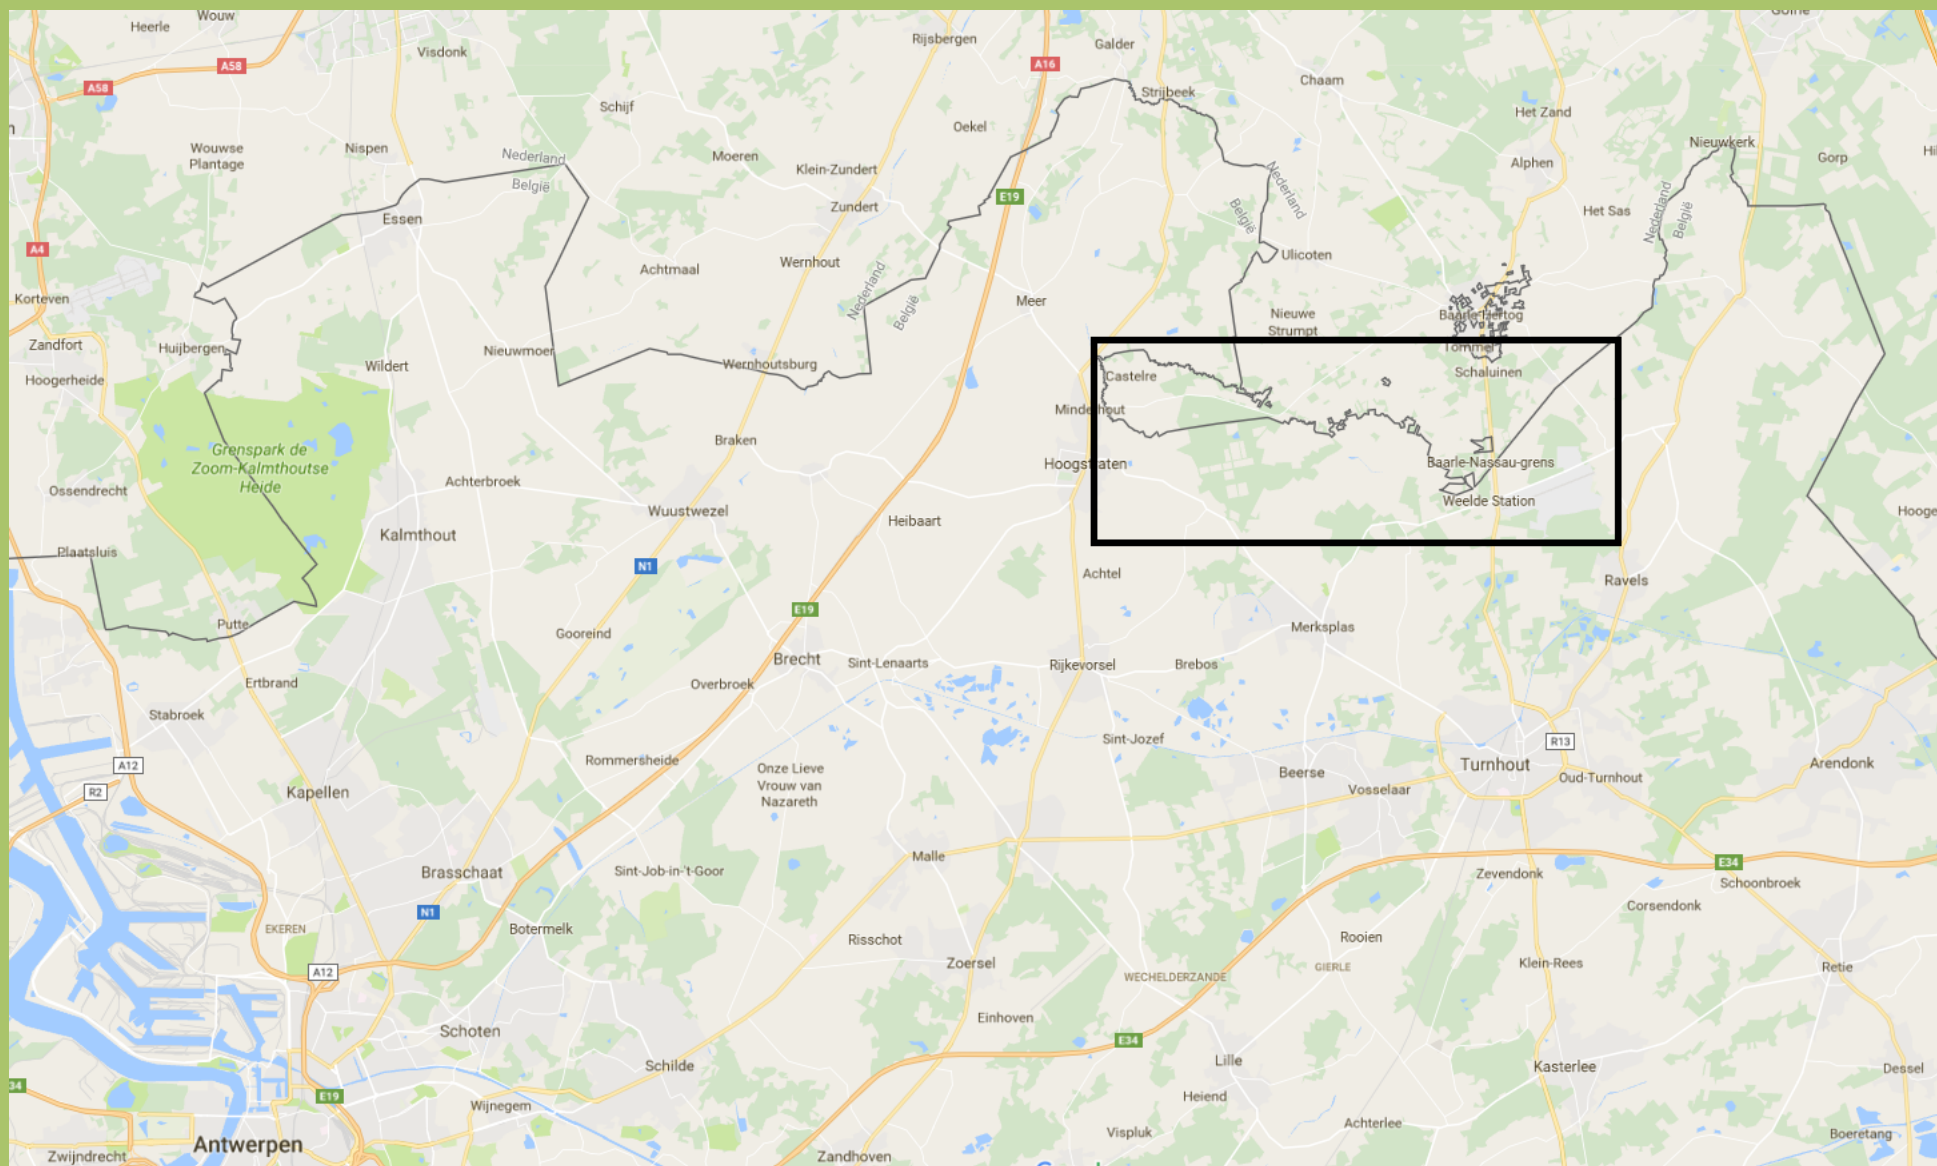 Wouw
Heerle
Visdonk
Rijsbergen
Galder
A58
A58
A16
Chaam
Strijbeek
Schijf
Oekel
Het Zand
Wouwse
Plantage
Nispen
Nederland
België
Moeren
Klein-Zundert
Zundert
E19
Nieuwkerk
Gorp
Alphen
Het Sas
Nederland
België
Nederland
België
Essen
A4
Achtmaal
Wernhout
Nederland
België
Ulicoten
Korteven
Meer
Nieuwe
Strumpt
Baarle-Hertog
Zandfort
Huijbergen
Nieuwmoer
Tommel
Wildert
Wernhoutsburg
Castelre
Schaluinen
Hoogerheide
Minderhout
Grenspark de
Zoom-Kalmthoutse
Heide
Braken
Hoogstraten
Baarle-Nassau-grens
Ossendrecht
Achterbroek
Weelde Station
Wuustwezel
Heibaart
Kalmthout
Plaatsluis
N1
Achtel
Ravels
E19
Putte
Gooreind
Merksplas
Brecht
Sint-Lenaarts
Rijkevorsel
Brebos
Ertbrand
Overbroek
Stabroek
Sint-Jozef
R13
A12
Rommersheide
Onze Lieve
Vrouw van
Nazareth
Beerse
Turnhout
Oud-Turnhout
Arendonk
R2
Kapellen
Vosselaar
Malle
E34
Brasschaat
Sint-Job-in-'t-Goor
Zevendonk
Schoonbroek
N1
Corsendonk
EKEREN
Botermelk
Risschot
Rooien
A12
Zoersel
WECHELDERZANDE
GIERLE
Klein-Rees
Retie
Einhoven
Schoten
E34
Schilde
Lille
Kasterlee
Dessel
34
E19
Wijnegem
Heiend
Achterlee
Antwerpen
Vispluk
Boeretang
Zwijndrecht
Zandhoven